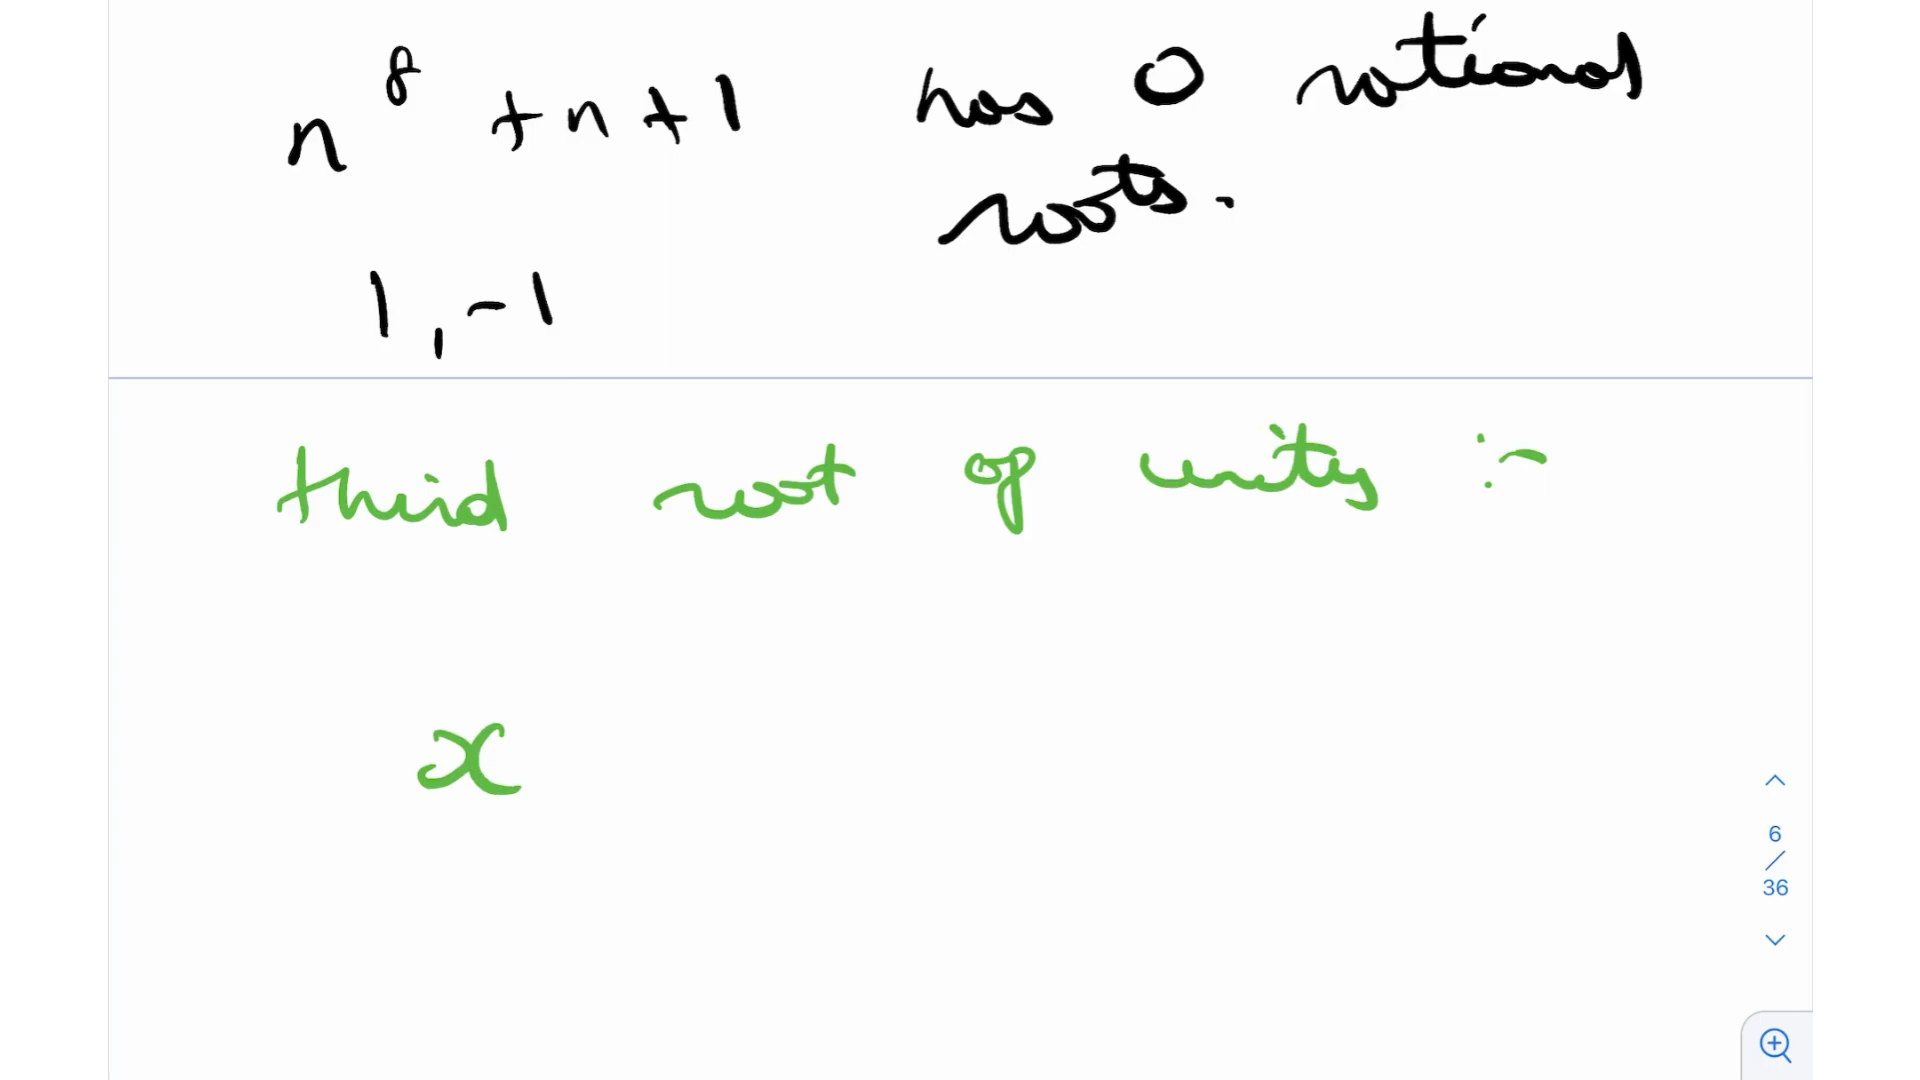 n^8 + n + 1 has 0 rational
roots.
1, -1
third root of unity :-
x
6
/
36